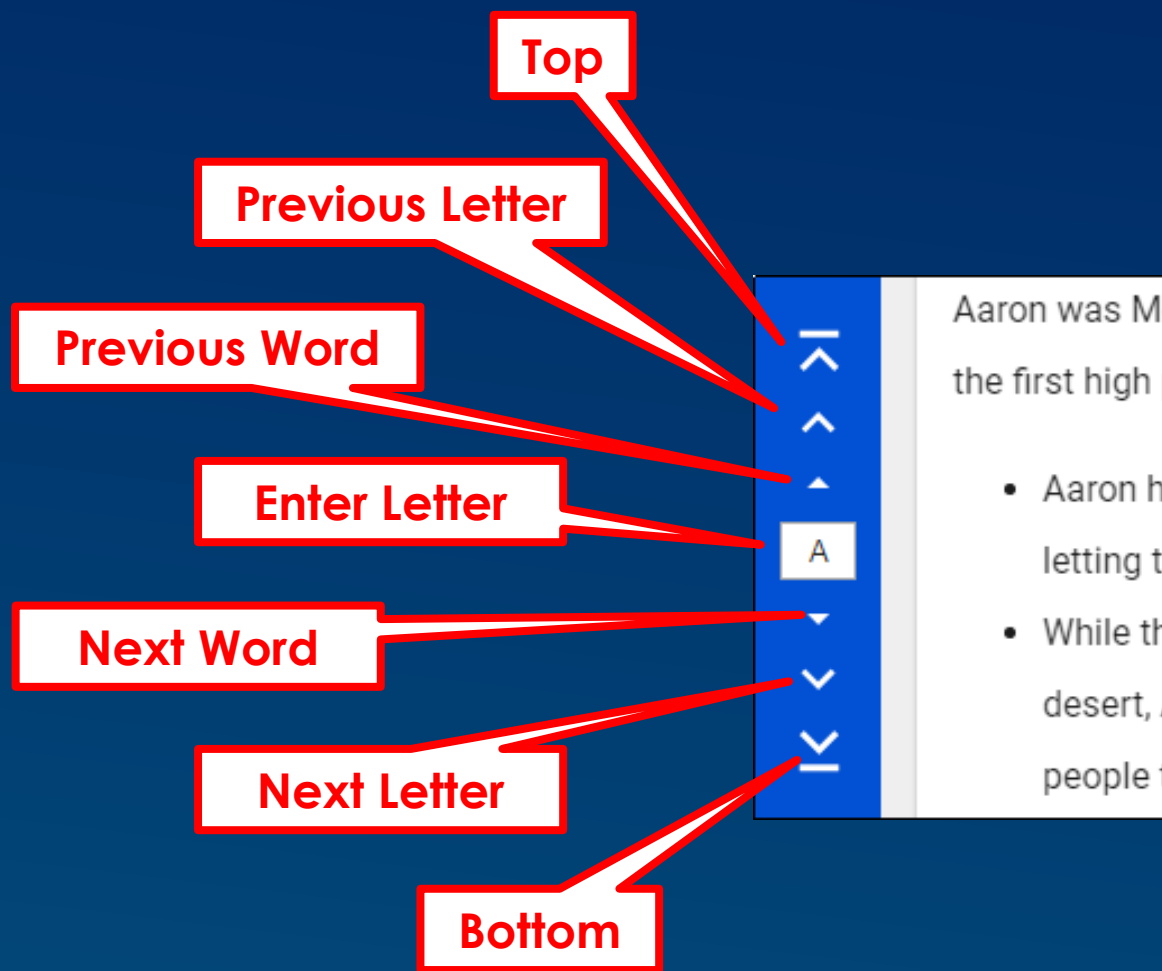 Top
Previous Letter
Previous Word
Enter Letter
Next Word
Next Letter
Bottom
A
Aaron was M
the first high
• Aaron h
letting t
• While th
desert,
people t